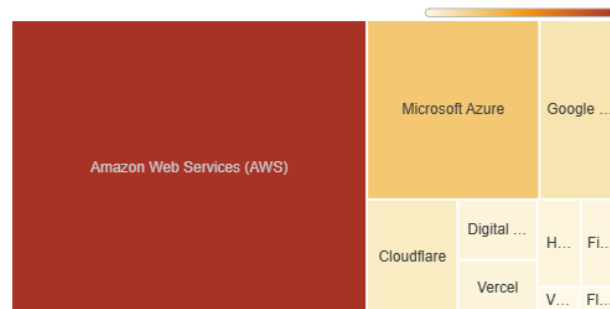 Microsoft Azure
Google ...
Amazon Web Services (AWS)
Digital ...
H...
Fi...
Cloudflare
Vercel
V...
Fl...